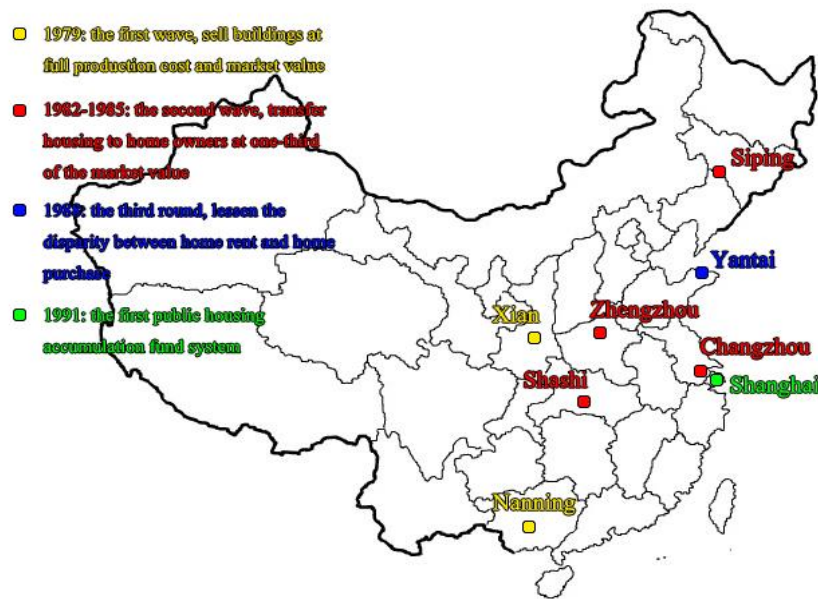 1979: the first wave, sell buildings at
full production cost and market value
1982-1985: the second wave, transfer
housing to home owners at one-third
of the market value
the third round, lessen the
disparity between home rent and home
purchase
1991: the first public housing
accumulation fund system
Siping
Yantai
Xian
Zhengzhou
Changzhou
Shanghai
Shashi
Nanning